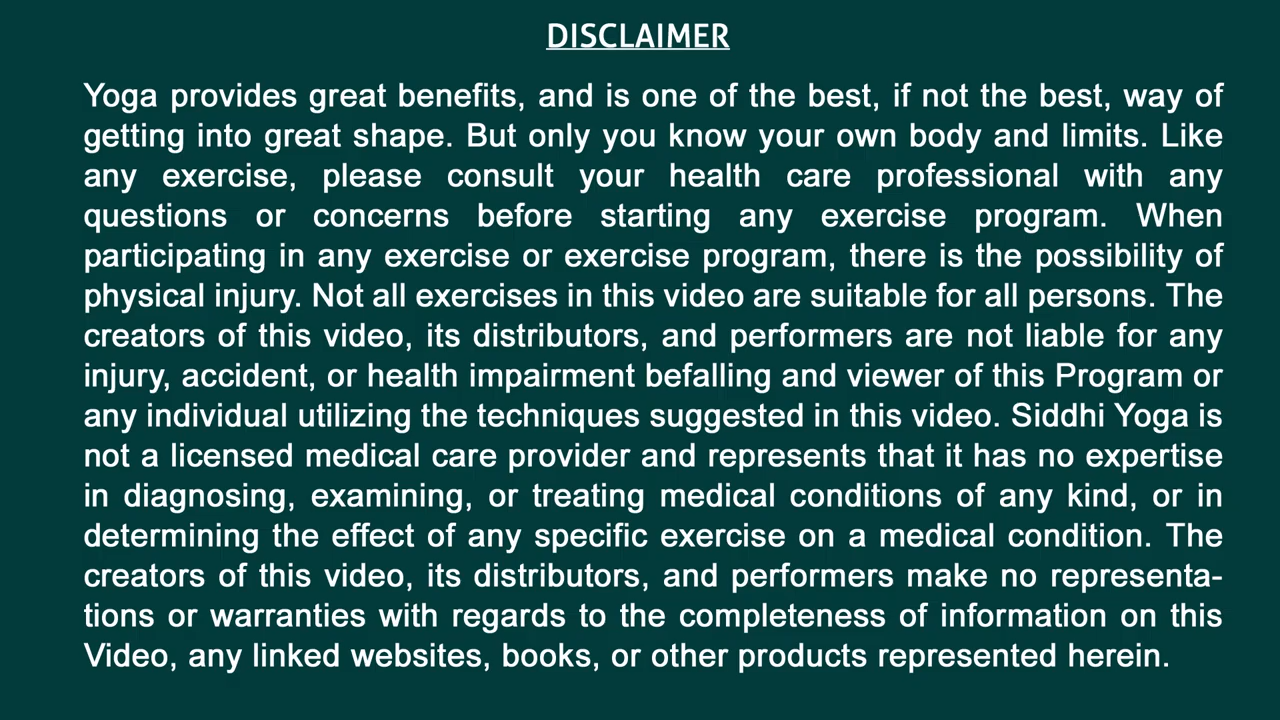 DISCLAIMER
Yoga provides great benefits, and is one of the best, if not the best, way of
getting into great shape. But only you know your own body and limits. Like
any exercise, please consult your health care professional with any
questions or concerns before starting any exercise program. When
participating in any exercise or exercise program, there is the possibility of
physical injury. Not all exercises in this video are suitable for all persons. The
creators of this video, its distributors, and performers are not liable for any
injury, accident, or health impairment befalling and viewer of this Program or
any individual utilizing the techniques suggested in this video. Siddhi Yoga is
not a licensed medical care provider and represents that it has no expertise
in diagnosing, examining, or treating medical conditions of any kind, or in
determining the effect of any specific exercise on a medical condition. The
creators of this video, its distributors, and performers make no representa-
tions or warranties with regards to the completeness of information on this
Video, any linked websites, books, or other products represented herein.